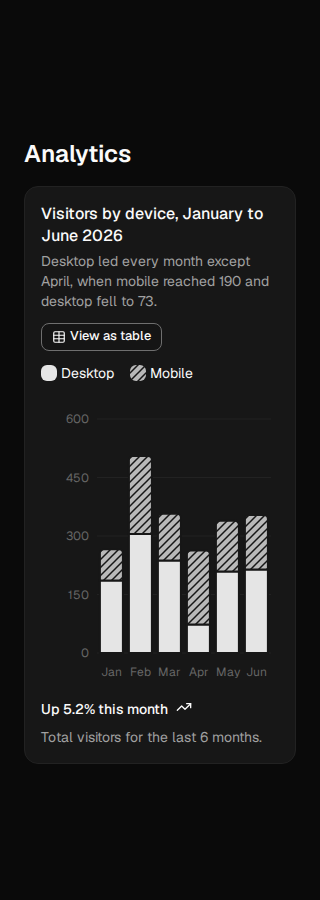 Analytics
Visitors by device, January to
June 2026
Desktop led every month except
April, when mobile reached 190 and
desktop fell to 73.
View as table
Desktop Mobile
600
450
300
150
0
Jan Feb Mar Apr May Jun
Up 5.2% this month
Total visitors for the last 6 months.